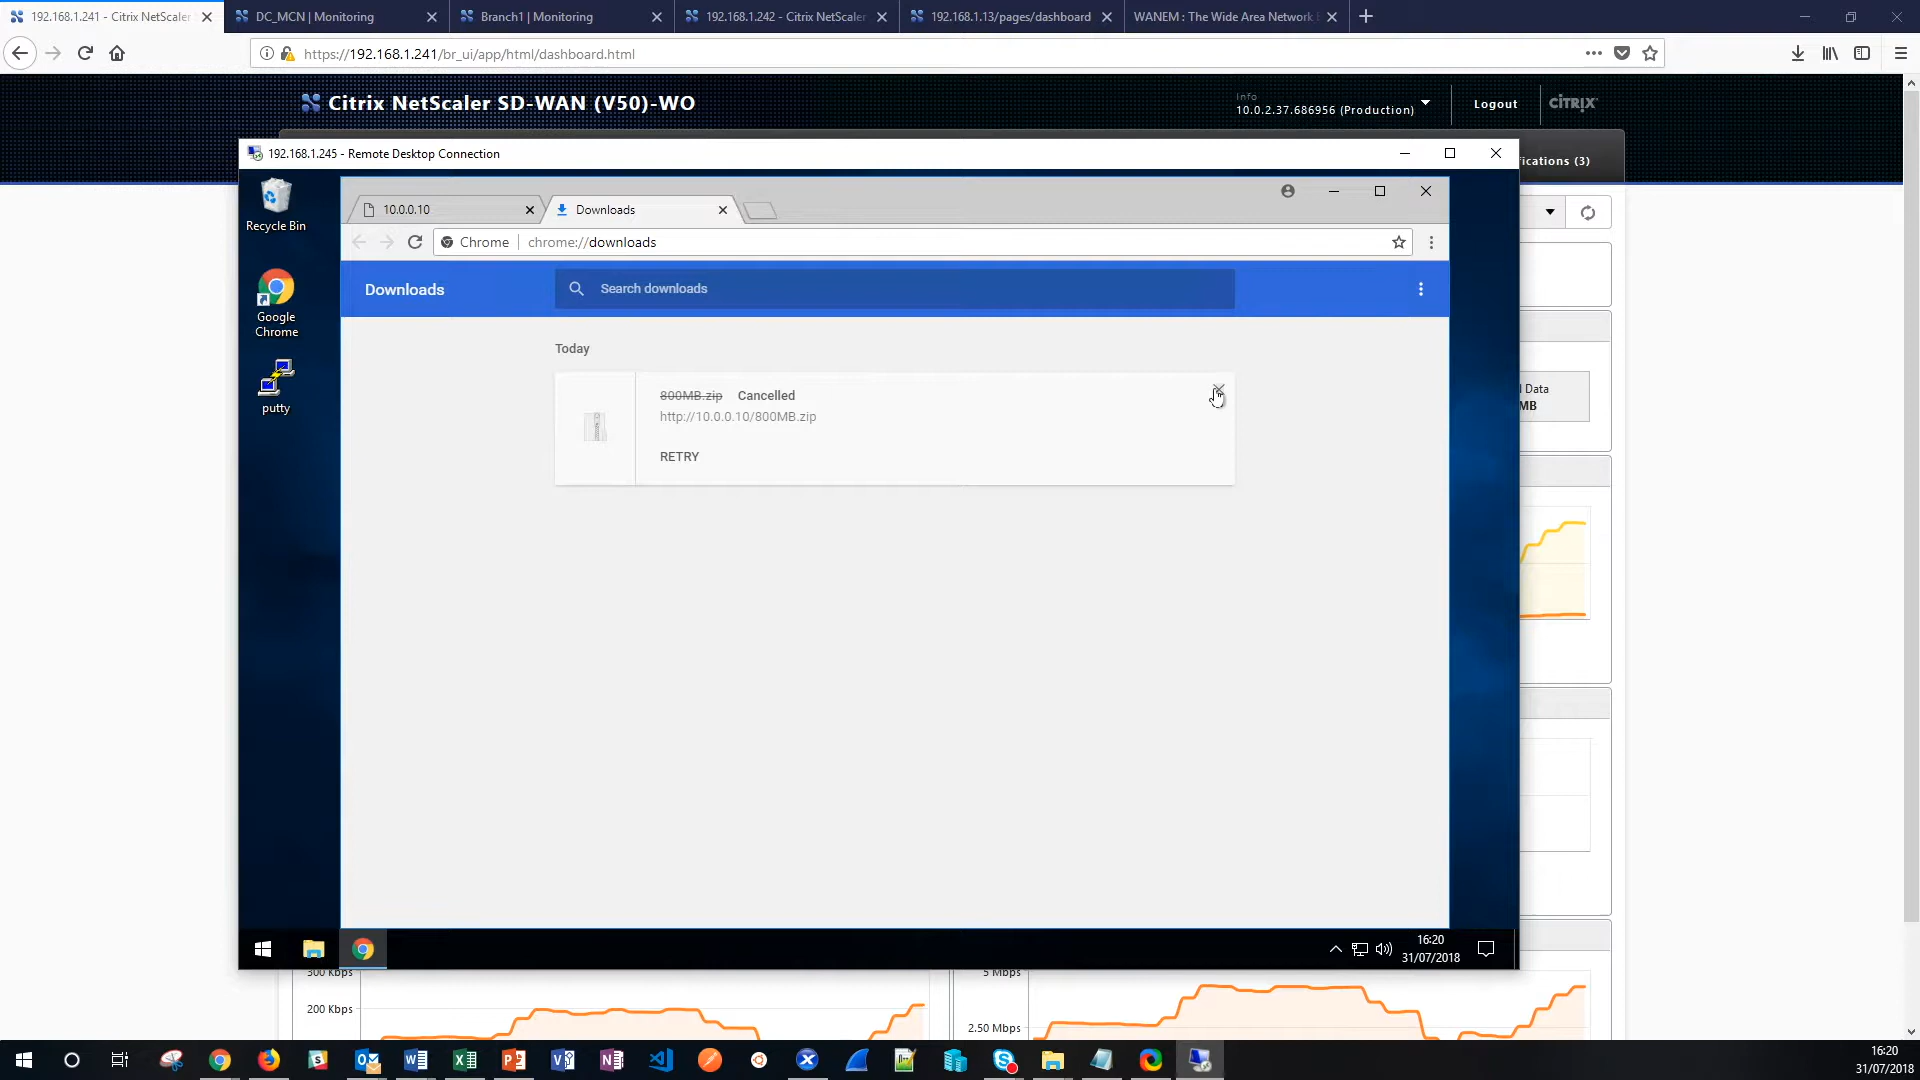 192.168.1.241 - Citrix NetScaler
DC_MCN | Monitoring
Branch1 | Monitoring
192.168.1.242 - Citrix NetScaler
192.168.1.13/pages/dashboard
WANEM : The Wide Area Network
https://192.168.1.241/br_ui/app/html/dashboard.html
Citrix NetScaler SD-WAN (V50)-WO
Info
10.0.2.37.686956 (Production)
Logout
CITRIX
192.168.1.245 - Remote Desktop Connection
ications (3)
Recycle Bin
10.0.0.10
Downloads
Chrome
chrome://downloads
Downloads
Search downloads
Google
Chrome
Today
800MB.zip Cancelled
http://10.0.0.10/800MB.zip
RETRY
putty
Data
MB
16:20
31/07/2018
300 Kbps
200 Kbps
5 Mbps
2.50 Mbps
16:20
31/07/2018